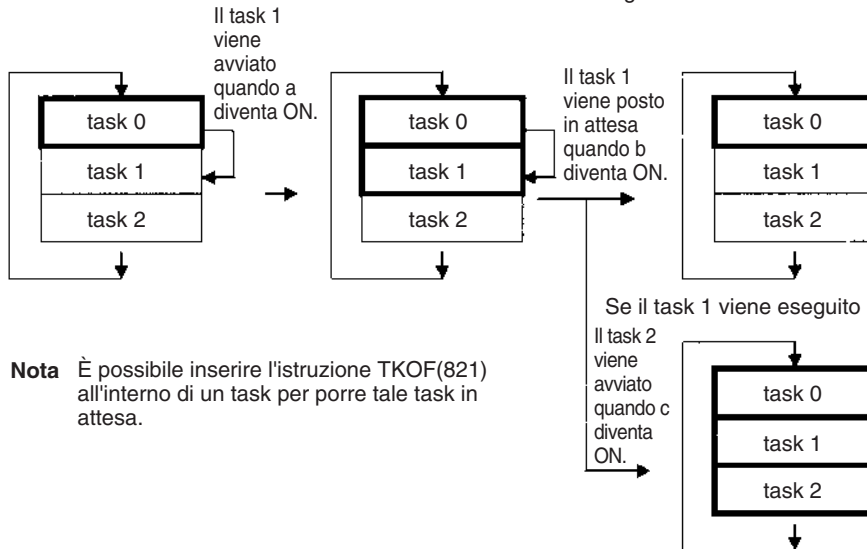 Il task 1
viene
avviato
quando a
diventa ON.
task 0
task 1
task 2
task 0
task 1
task 2
Il task 1
viene posto
in attesa
quando b
diventa ON.
task 0
task 1
task 2
Se il task 1 viene eseguito
Il task 2
viene
avviato
quando c
diventa
ON.
task 0
task 1
task 2
Nota È possibile inserire l'istruzione TKOF(821)
all'interno di un task per porre tale task in
attesa.